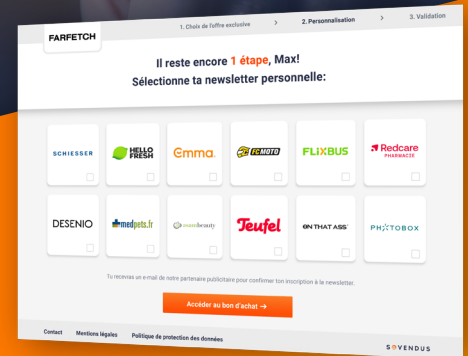 FARFETCH
1. Choix de l'offre exclusive > 2. Personnalisation > 3. Validation
Il reste encore 1 étape, Max!
Sélectionne ta newsletter personnelle:
SCHIESSER
HELLO FRESH
emma
FC MOTO
FLiXBUS
Redcare PHARMACIE
DESENIO
medpets.fr
Teufel
ON THAT ASS
PHOTOBOX
Tu recevras un e-mail de notre partenaire publicitaire pour confirmer ton inscription à la newsletter.
Accéder au bon d'achat →
Contact Mentions légales Politique de protection des données
SOVENDUS